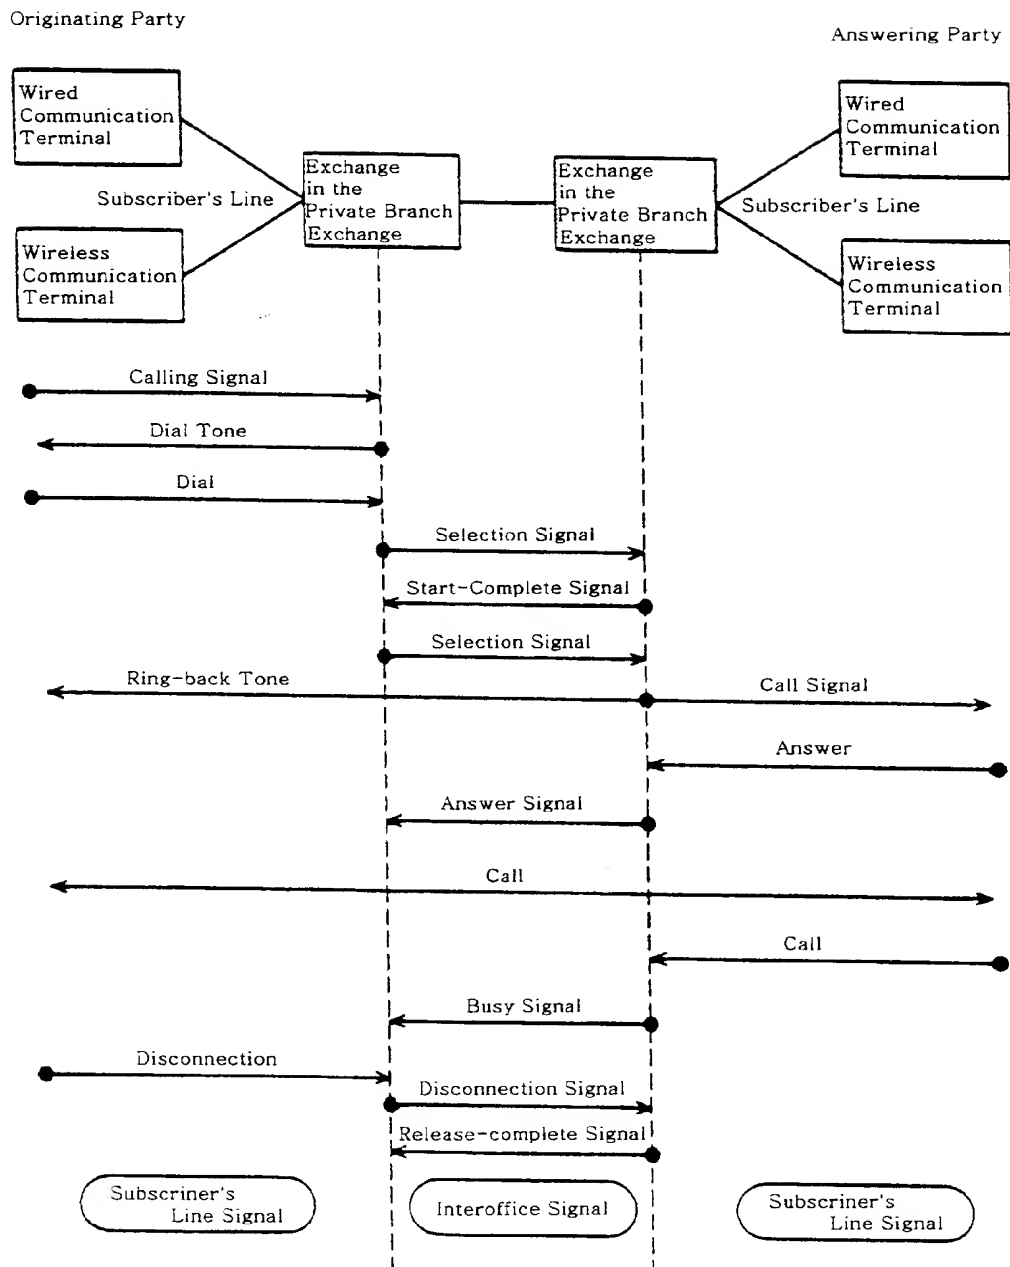 Originating Party
Answering Party
Wired
Communication
Terminal
Wired
Communication
Terminal
Exchange
in the
Private Branch
Exchange
Exchange
in the
Private Branch
Exchange
Subscriber's Line
Subscriber's Line
Wireless
Communication
Terminal
Wireless
Communication
Terminal
Calling Signal
Dial Tone
Dial
Selection Signal
Start-Complete Signal
Selection Signal
Ring-back Tone
Call Signal
Answer
Answer Signal
Call
Call
Busy Signal
Disconnection
Disconnection Signal
Release-complete Signal
Subscriner's
Line Signal
Interoffice Signal
Subscriner's
Line Signal